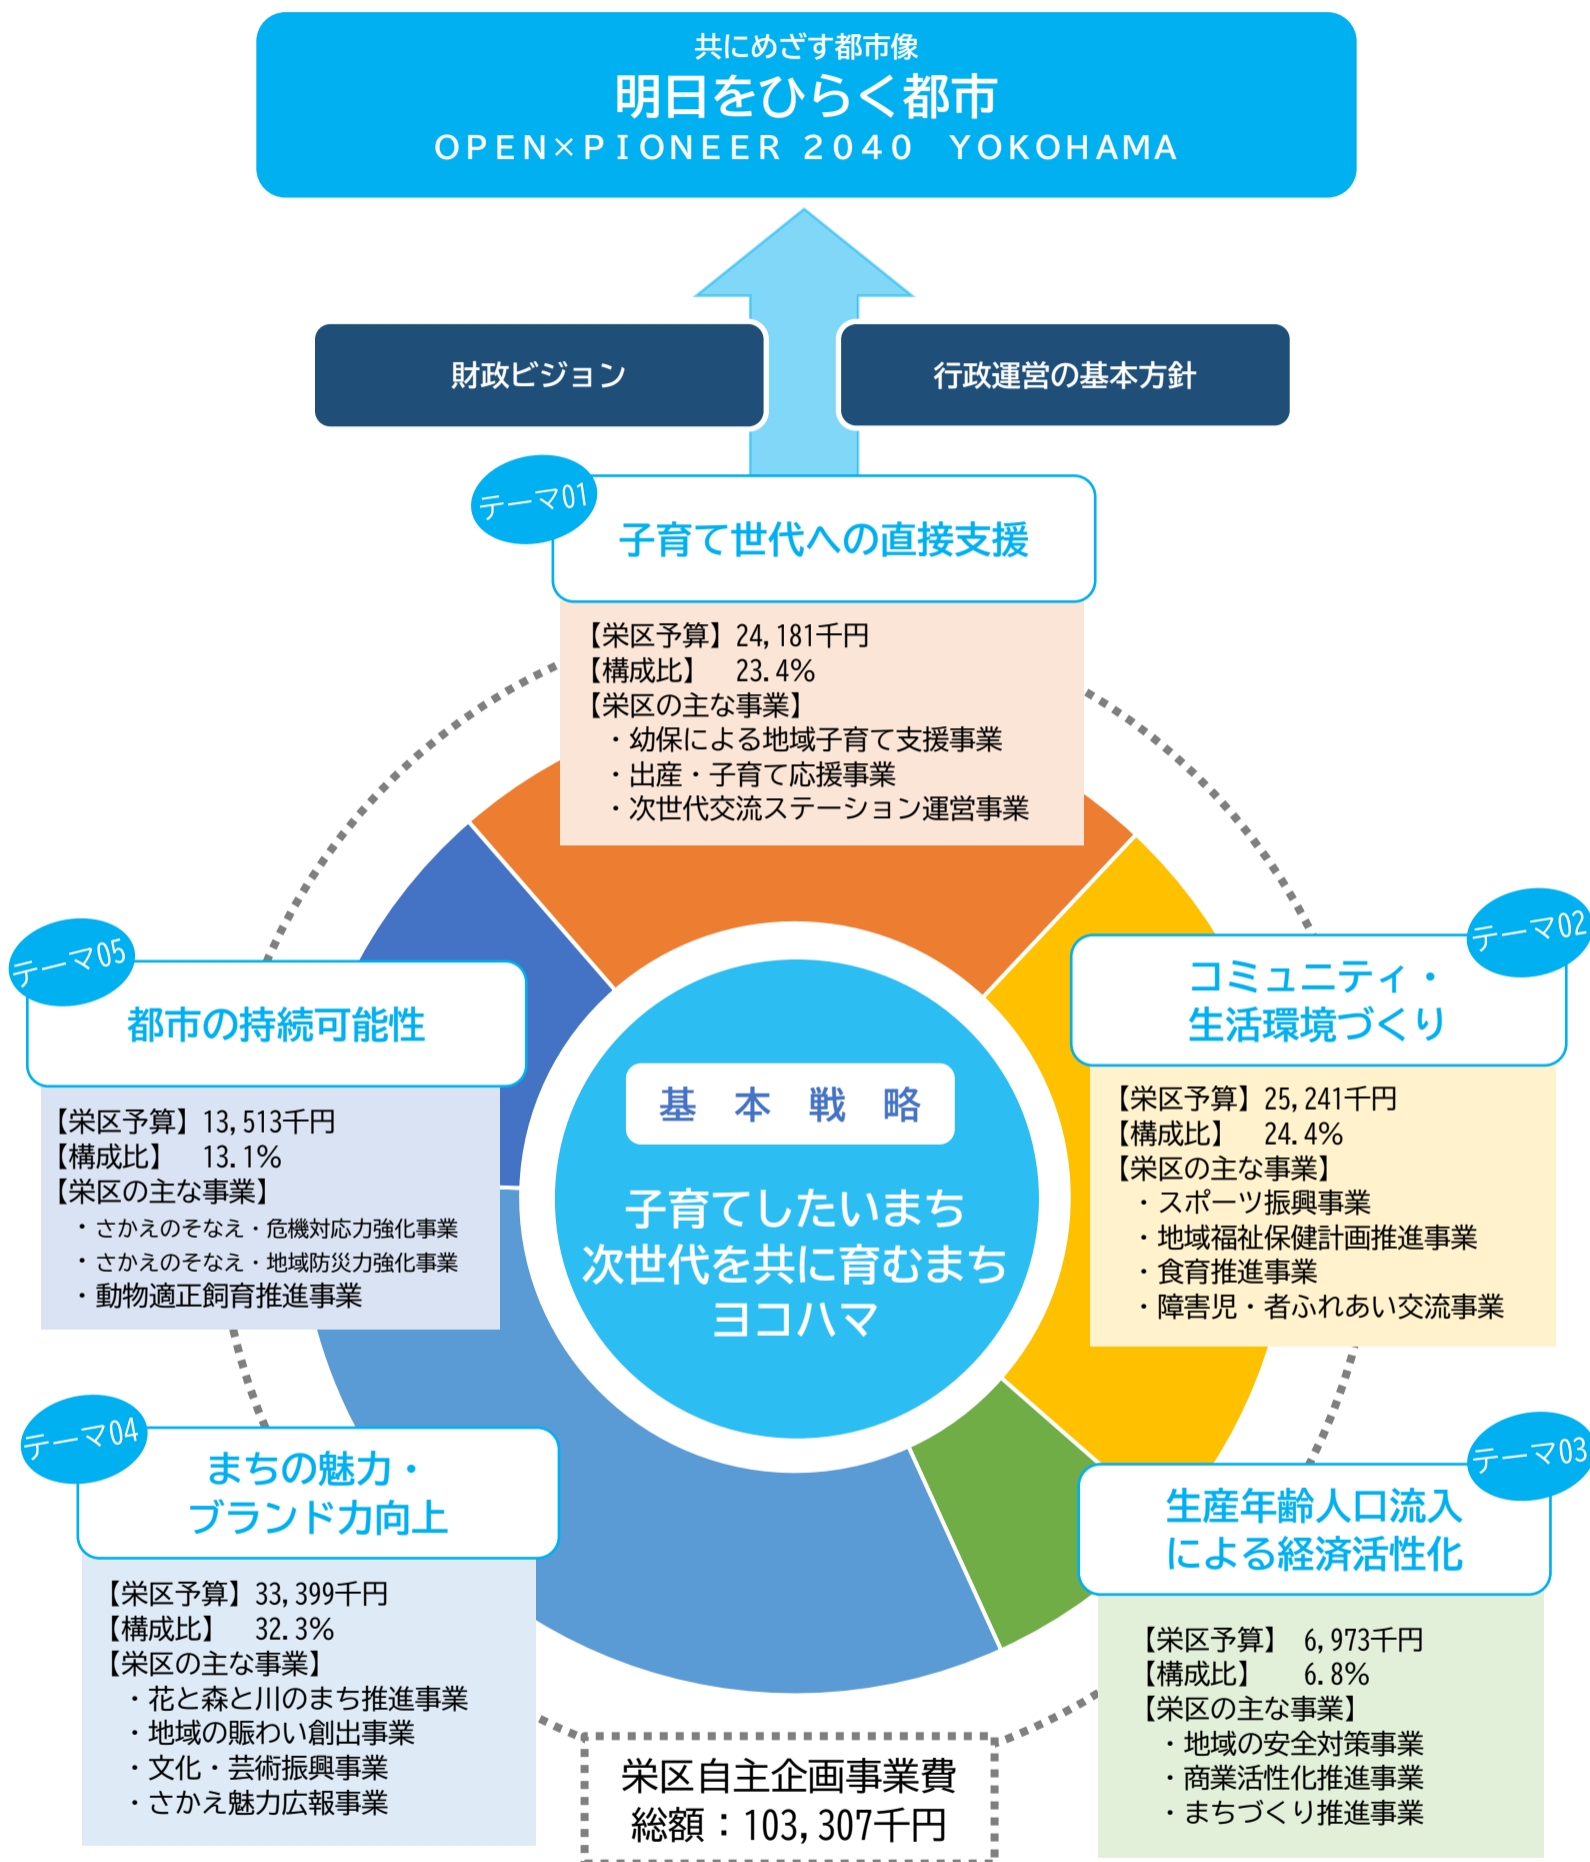 共にめざす都市像
明日をひらく都市
OPEN×PIONEER 2040 YOKOHAMA
財政ビジョン
行政運営の基本方針
テーマ01
子育て世代への直接支援
【栄区予算】24,181千円
【構成比】 23.4%
【栄区の主な事業】
・幼保による地域子育て支援事業
・出産・子育て応援事業
・次世代交流ステーション運営事業
テーマ02
コミュニティ・
生活環境づくり
【栄区予算】25,241千円
【構成比】 24.4%
【栄区の主な事業】
・スポーツ振興事業
・地域福祉保健計画推進事業
・食育推進事業
・障害児・者ふれあい交流事業
テーマ05
都市の持続可能性
【栄区予算】13,513千円
【構成比】 13.1%
【栄区の主な事業】
・さかえのそなえ・危機対応力強化事業
・さかえのそなえ・地域防災力強化事業
・動物適正飼育推進事業
基本戦略
子育てしたいまち
次世代を共に育むまち
ヨコハマ
テーマ04
まちの魅力・
ブランド力向上
【栄区予算】33,399千円
【構成比】 32.3%
【栄区の主な事業】
・花と森と川のまち推進事業
・地域の賑わい創出事業
・文化・芸術振興事業
・さかえ魅力広報事業
テーマ03
生産年齢人口流入
による経済活性化
【栄区予算】 6,973千円
【構成比】 6.8%
【栄区の主な事業】
・地域の安全対策事業
・商業活性化推進事業
・まちづくり推進事業
栄区自主企画事業費
総額：103,307千円